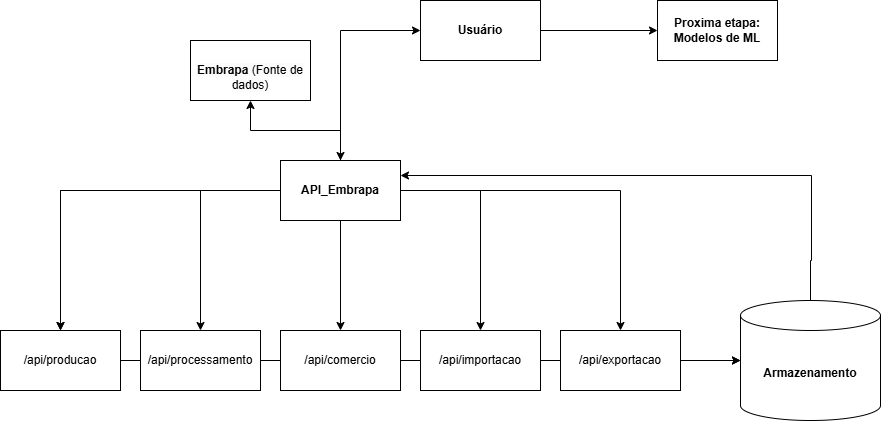 Usuário
Proxima etapa:
Modelos de ML
Embrapa (Fonte de
dados)
API_Embrapa
/api/producao
/api/processamento
/api/comercio
/api/importacao
/api/exportacao
Armazenamento